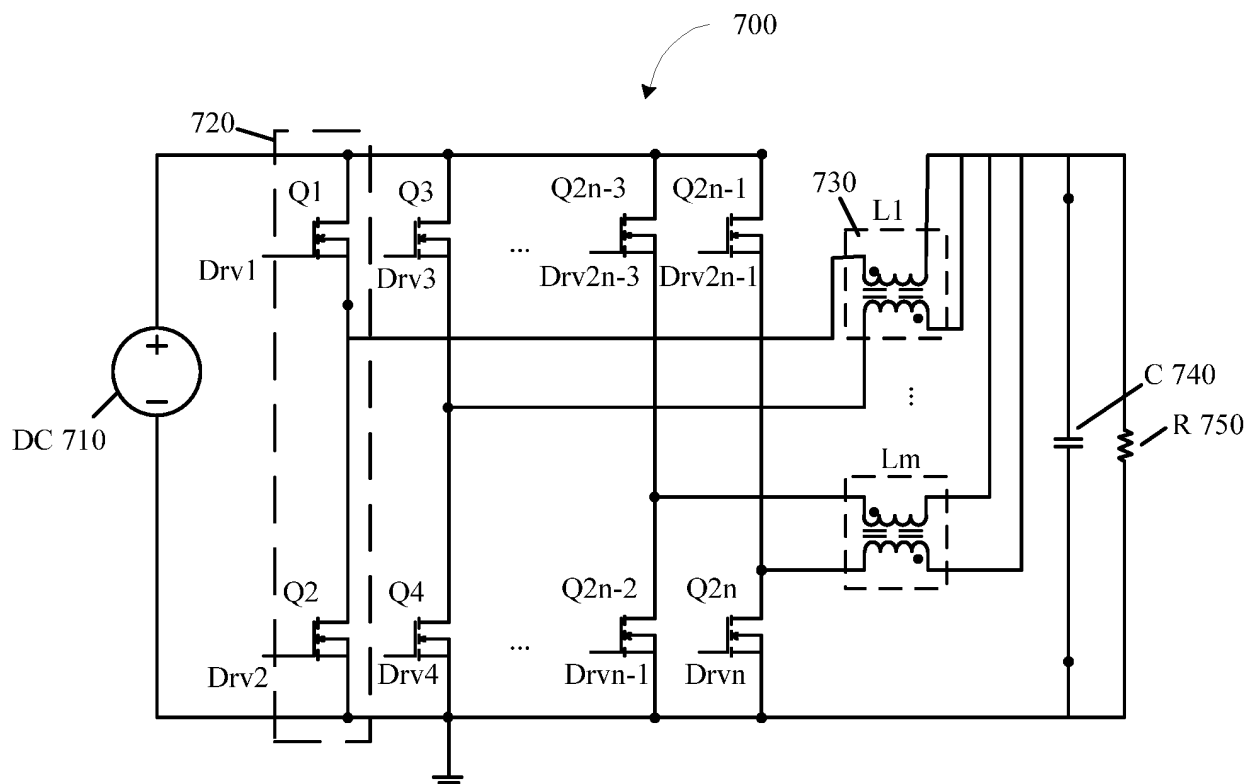 700
720
730
Q1
Q3
Q2n-3
Q2n-1
L1
Drv1
Drv3
...
Drv2n-3
Drv2n-1
+
−
DC 710
...
C 740
R 750
Lm
Q2
Q4
Q2n-2
Q2n
...
Drv2
Drv4
Drvn-1
Drvn